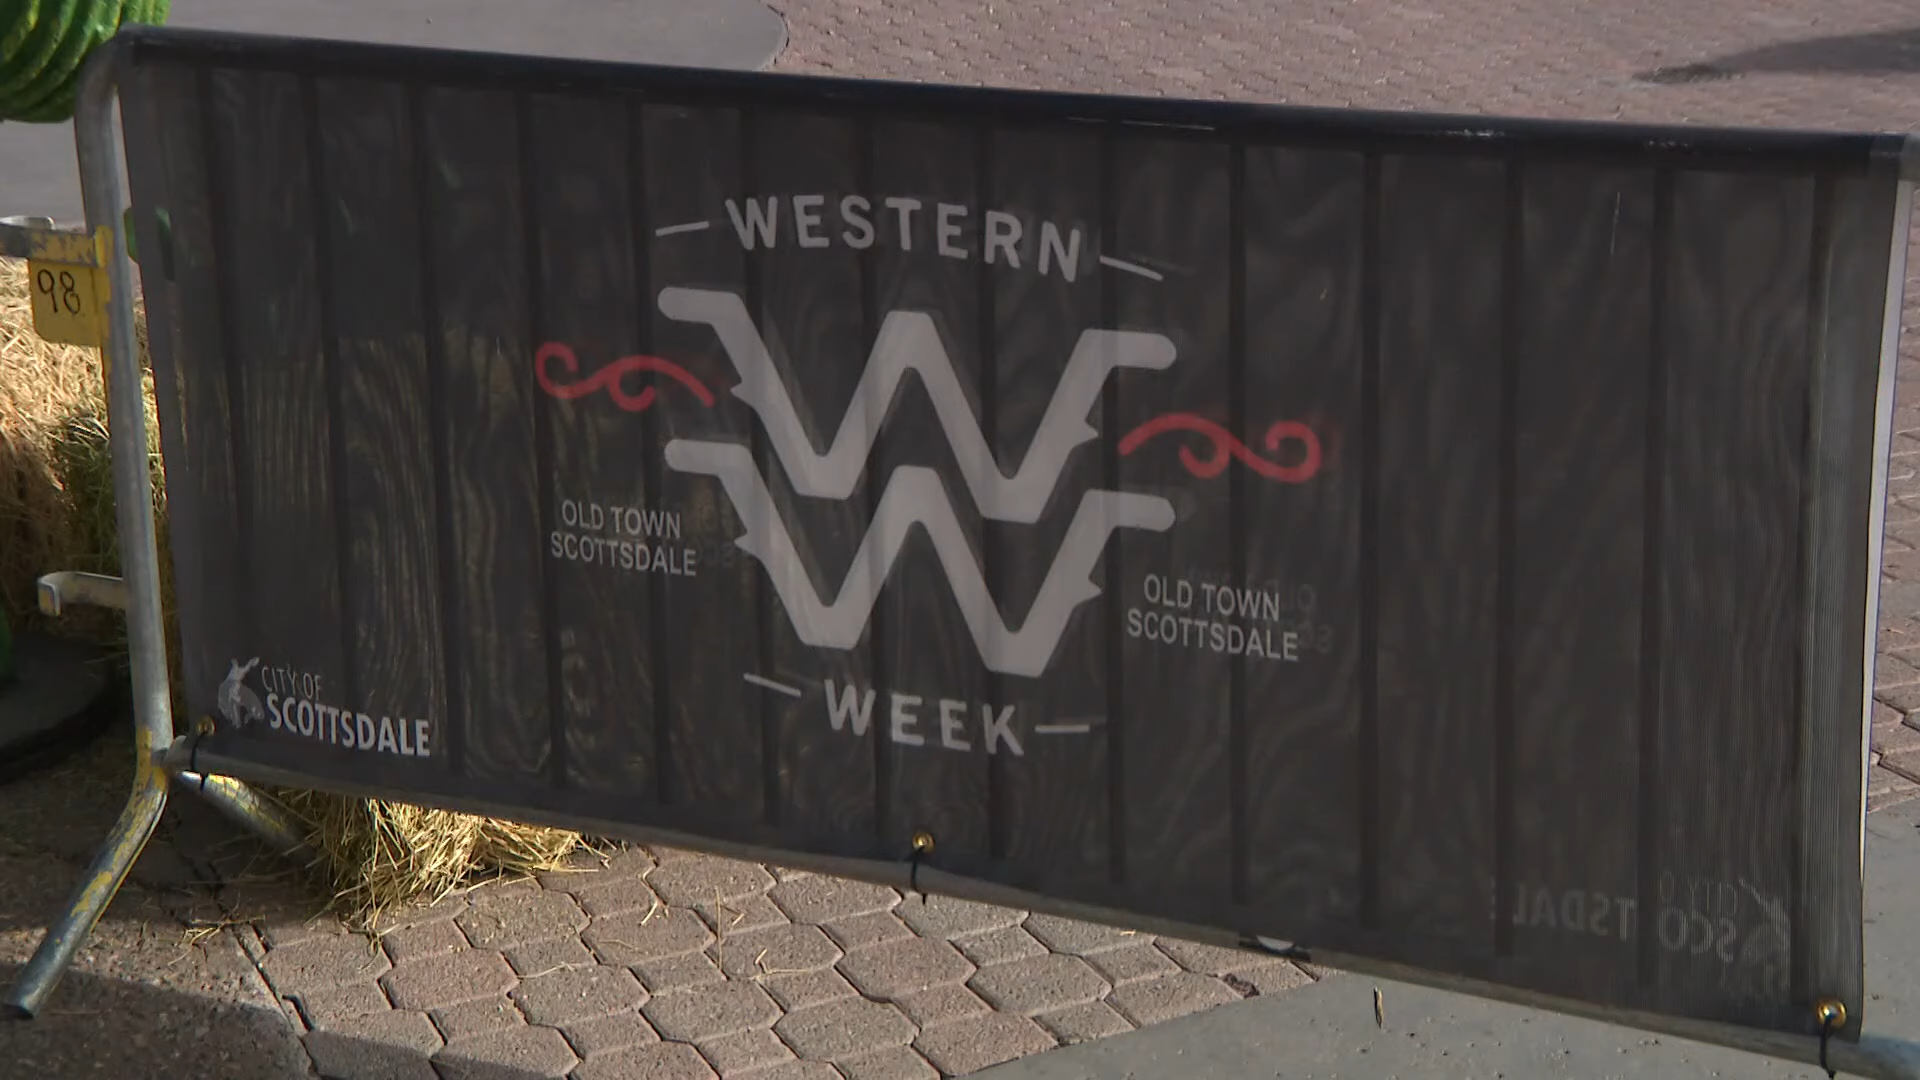 WESTERN
98
W
W
OLD TOWN
SCOTTSDALE
OLD TOWN
SCOTTSDALE
CITY OF
SCOTTSDALE
WEEK